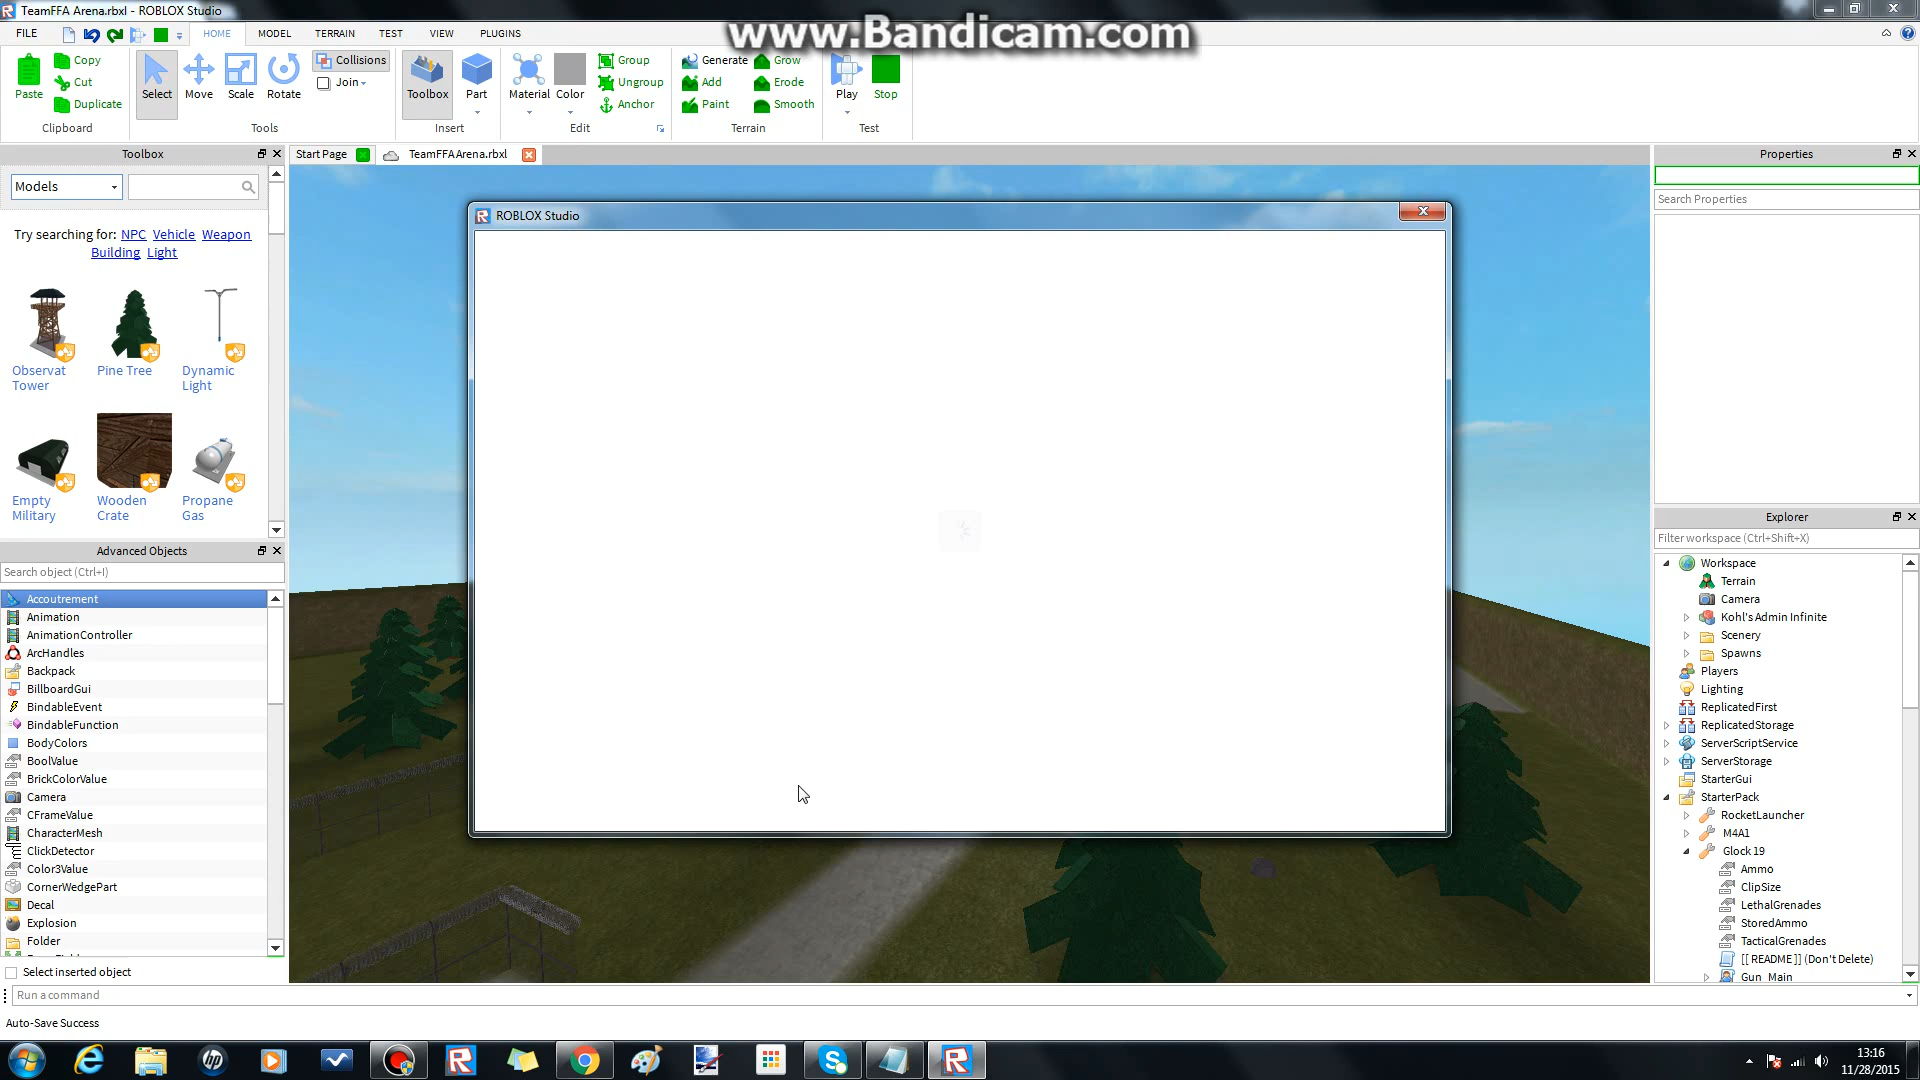 TeamFFA Arena.rbxl - ROBLOX Studio
www.Bandicam.com
FILE HOME MODEL TERRAIN TEST VIEW PLUGINS
Paste Copy Cut Duplicate
Select Move Scale Rotate Collisions Join
Toolbox Part
Material Color Group Ungroup Anchor
Generate Grow Add Erode Paint Smooth
Play Stop
Clipboard Tools Insert Edit Terrain Test
Toolbox
Start Page TeamFFA Arena.rbxl
Properties
Models
Search Properties
Try searching for: NPC Vehicle Weapon
Building Light
ROBLOX Studio
Observat Tower
Pine Tree
Dynamic Light
Empty Military
Wooden Crate
Propane Gas
Advanced Objects
Search object (Ctrl+I)
Accoutrement
Animation
AnimationController
ArcHandles
Backpack
BillboardGui
BindableEvent
BindableFunction
BodyColors
BoolValue
BrickColorValue
Camera
CFrameValue
CharacterMesh
ClickDetector
Color3Value
CornerWedgePart
Decal
Explosion
Folder
Select inserted object
Explorer
Filter workspace (Ctrl+Shift+X)
Workspace
Terrain
Camera
Kohl's Admin Infinite
Scenery
Spawns
Players
Lighting
ReplicatedFirst
ReplicatedStorage
ServerScriptService
ServerStorage
StarterGui
StarterPack
RocketLauncher
M4A1
Glock 19
Ammo
ClipSize
LethalGrenades
StoredAmmo
TacticalGrenades
[[ README ]] (Don't Delete)
Gun_Main
Run a command
Auto-Save Success
13:16
11/28/2015